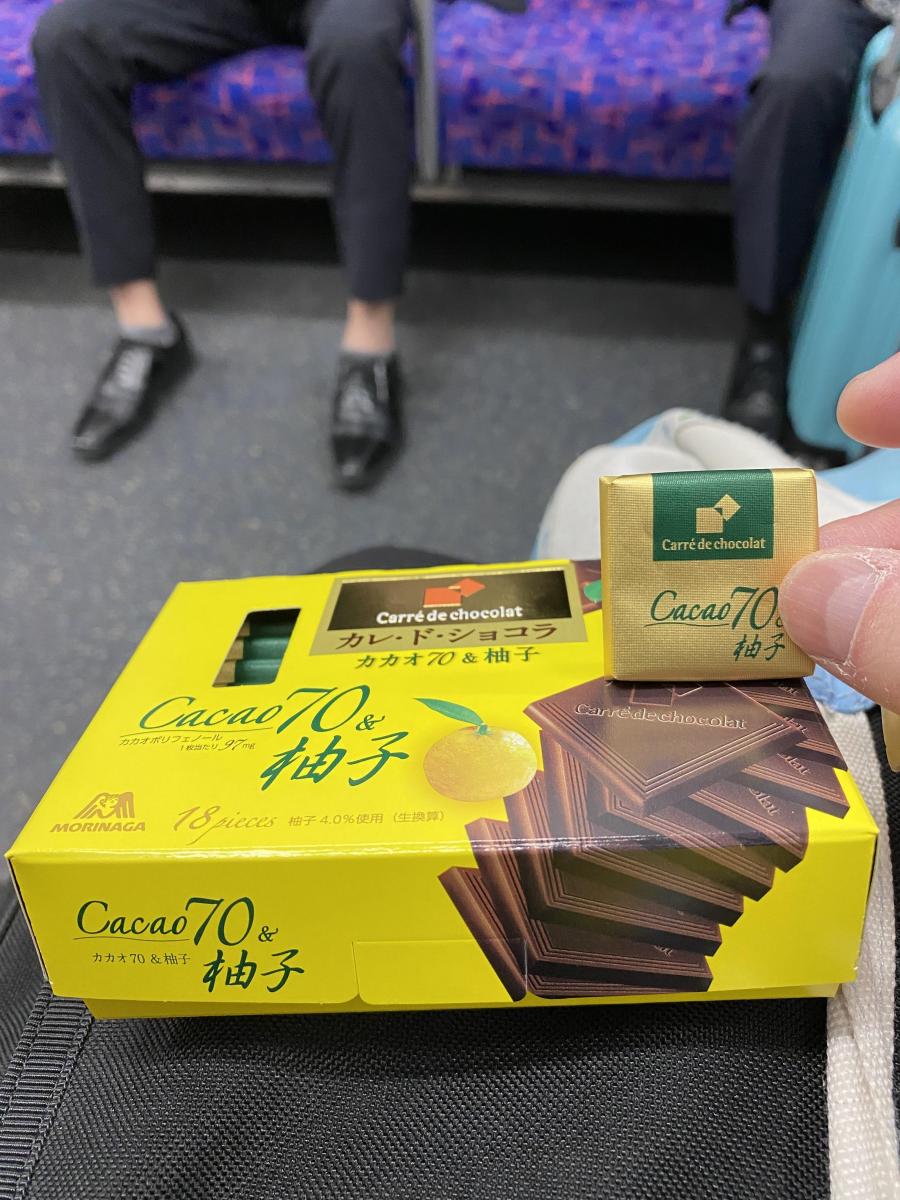 Carré de chocolat
カレ・ド・ショコラ
カカオ70&柚子
Cacao70&
カカオポリフェノール
1枚当たり97mg
柚子
MORINAGA
18pieces
柚子4.0%使用(生換算)
Carré de chocolat
Cacao70&
カカオ70&柚子
柚子
Carré de chocolat
Cacao70
柚子